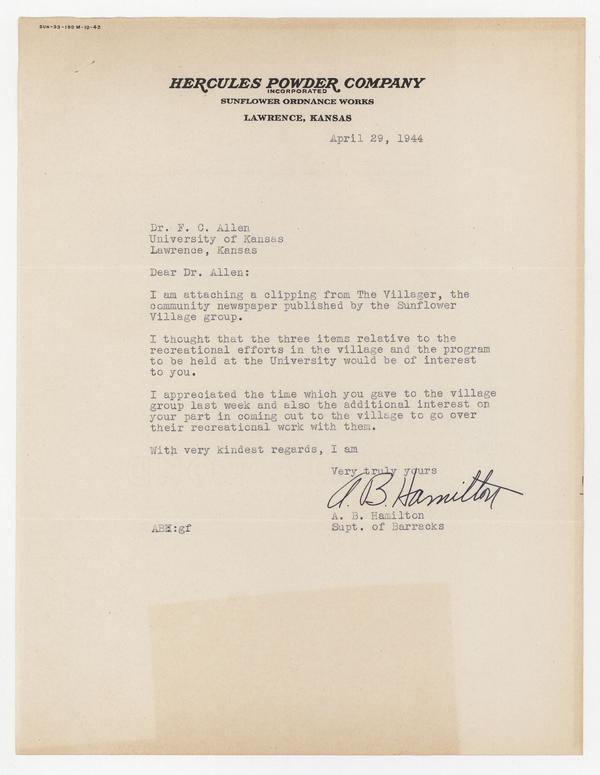 SUN-33-150 M-10-43
HERCULES POWDER COMPANY
INCORPORATED
SUNFLOWER ORDNANCE WORKS
LAWRENCE, KANSAS
April 29, 1944
Dr. F. C. Allen
University of Kansas
Lawrence, Kansas
Dear Dr. Allen:
I am attaching a clipping from The Villager, the
community newspaper published by the Sunflower
Village group.
I thought that the three items relative to the
recreational efforts in the village and the program
to be held at the University would be of interest
to you.
I appreciated the time which you gave to the village
group last week and also the additional interest on
your part in coming out to the village to go over
their recreational work with them.
With very kindest regards, I am
Very truly yours
A. B. Hamilton
A. B. Hamilton
ABH:gf Supt. of Barracks